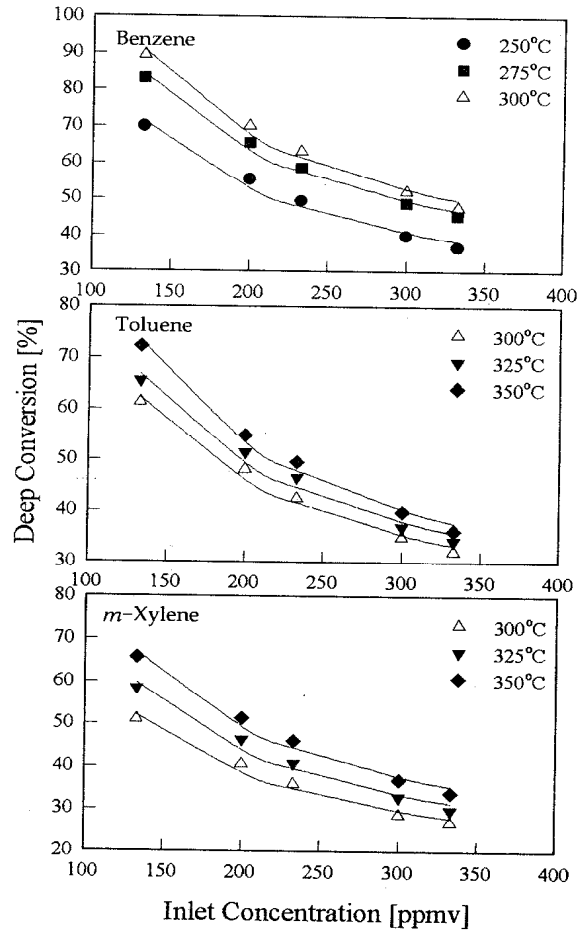 Benzene
250°C
275°C
300°C
100
90
80
70
60
50
40
30
100 150 200 250 300 350 400
Toluene
300°C
325°C
350°C
80
70
60
50
40
30
100 150 200 250 300 350 400
m-Xylene
300°C
325°C
350°C
80
70
60
50
40
30
20
100 150 200 250 300 350 400
Deep Conversion [%]
Inlet Concentration [ppmv]